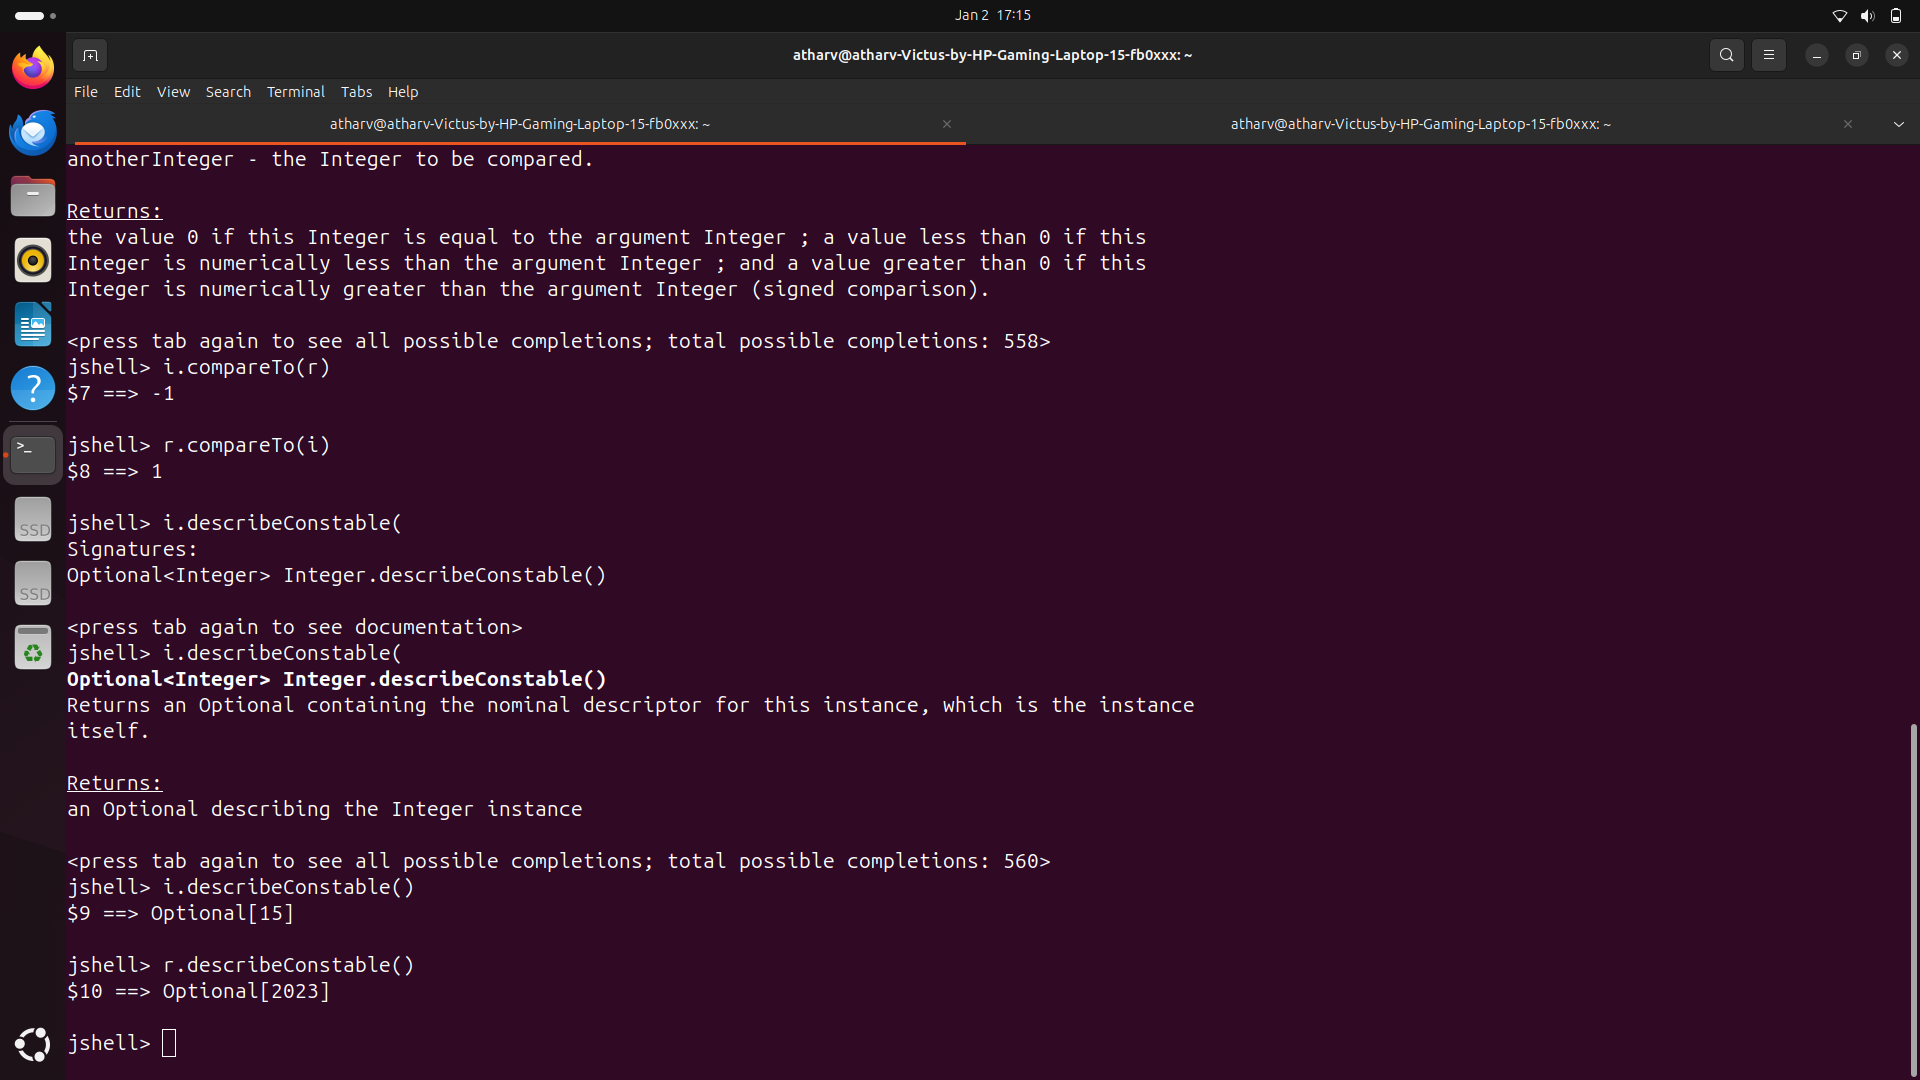 Jan 2 17:15
atharv@atharv-Victus-by-HP-Gaming-Laptop-15-fb0xxx: ~
File Edit View Search Terminal Tabs Help
atharv@atharv-Victus-by-HP-Gaming-Laptop-15-fb0xxx: ~ atharv@atharv-Victus-by-HP-Gaming-Laptop-15-fb0xxx: ~
anotherInteger - the Integer to be compared.
Returns:
the value 0 if this Integer is equal to the argument Integer ; a value less than 0 if this
Integer is numerically less than the argument Integer ; and a value greater than 0 if this
Integer is numerically greater than the argument Integer (signed comparison).
<press tab again to see all possible completions; total possible completions: 558>
jshell> i.compareTo(r)
$7 ==> -1
jshell> r.compareTo(i)
$8 ==> 1
jshell> i.describeConstable(
Signatures:
Optional<Integer> Integer.describeConstable()
<press tab again to see documentation>
jshell> i.describeConstable(
Optional<Integer> Integer.describeConstable()
Returns an Optional containing the nominal descriptor for this instance, which is the instance
itself.
Returns:
an Optional describing the Integer instance
<press tab again to see all possible completions; total possible completions: 560>
jshell> i.describeConstable()
$9 ==> Optional[15]
jshell> r.describeConstable()
$10 ==> Optional[2023]
jshell>
SSD
SSD